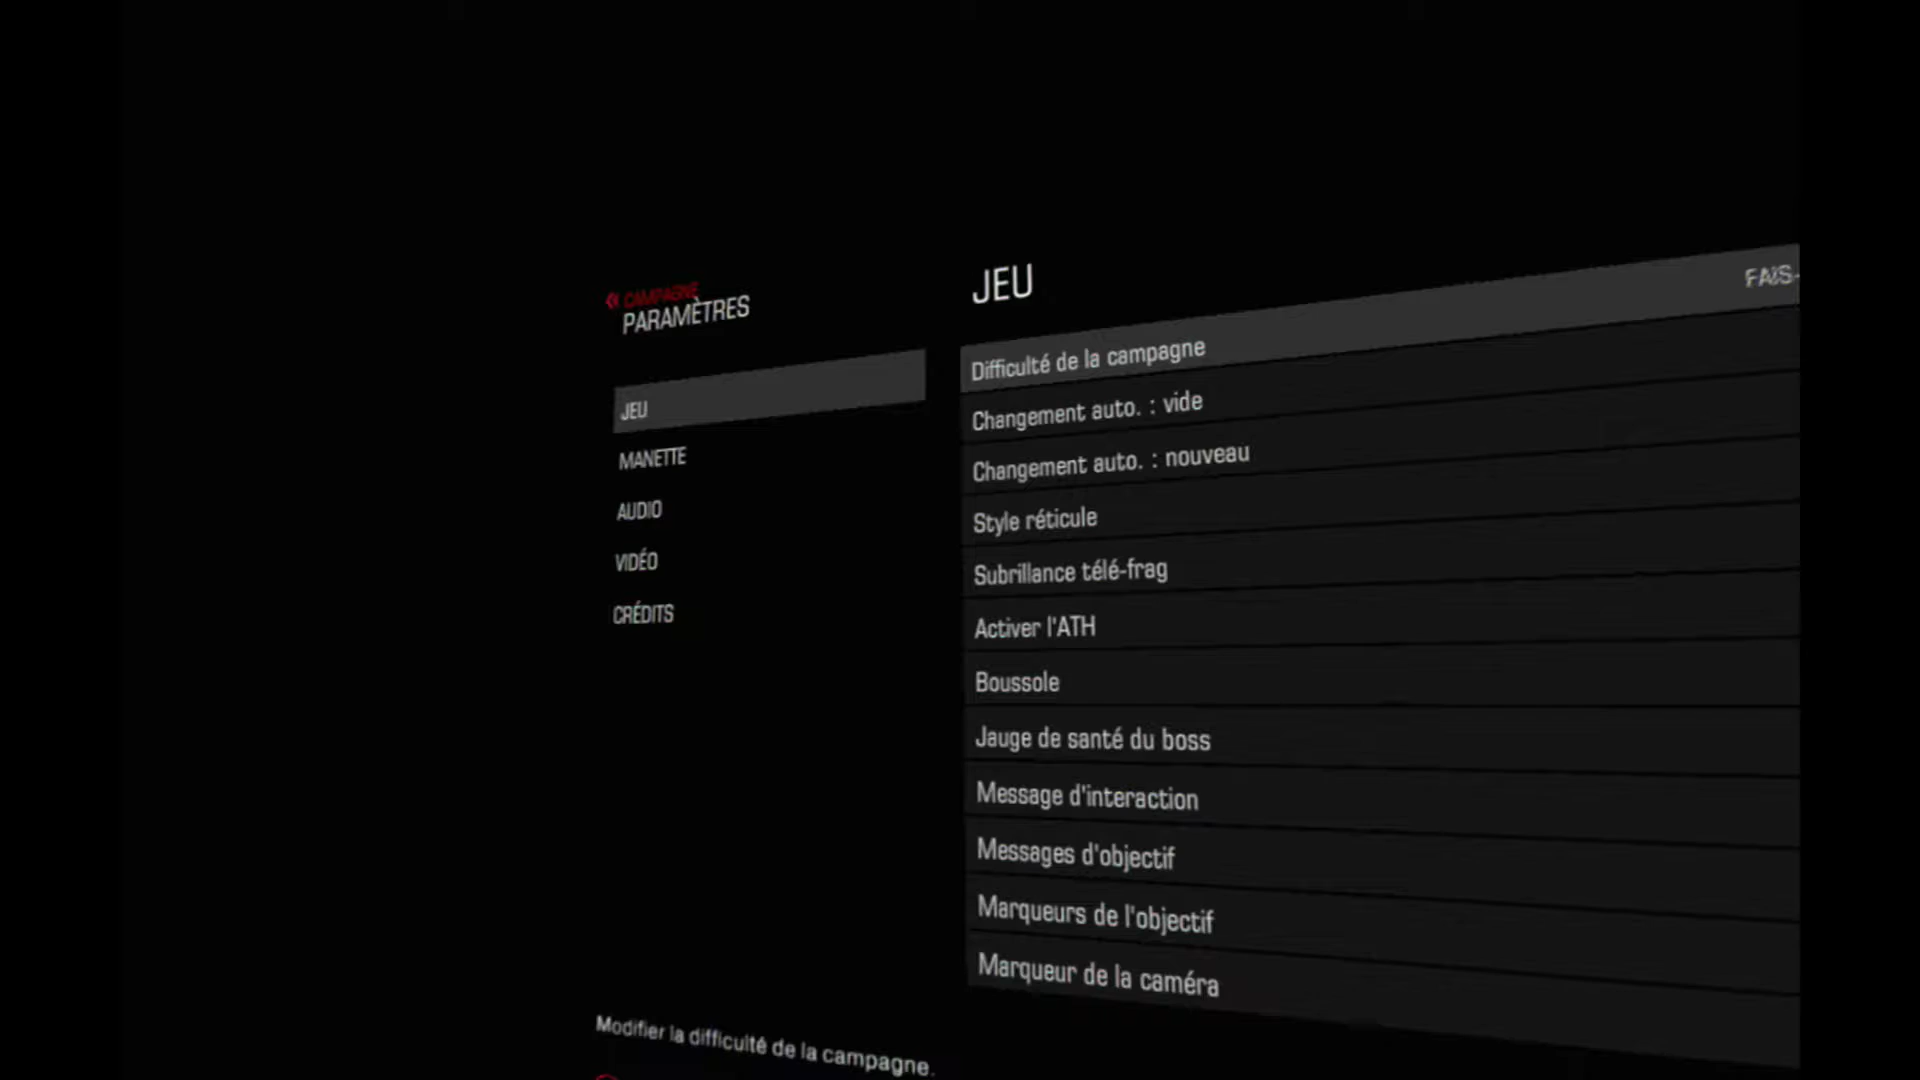 CAMPAGNE
PARAMÈTRES
JEU
MANETTE
AUDIO
VIDÉO
CRÉDITS
JEU
Difficulté de la campagne
FAIS-
Changement auto. : vide
Changement auto. : nouveau
Style réticule
Subrillance télé-frag
Activer l'ATH
Boussole
Jauge de santé du boss
Message d'interaction
Messages d'objectif
Marqueurs de l'objectif
Marqueur de la caméra
Modifier la difficulté de la campagne.